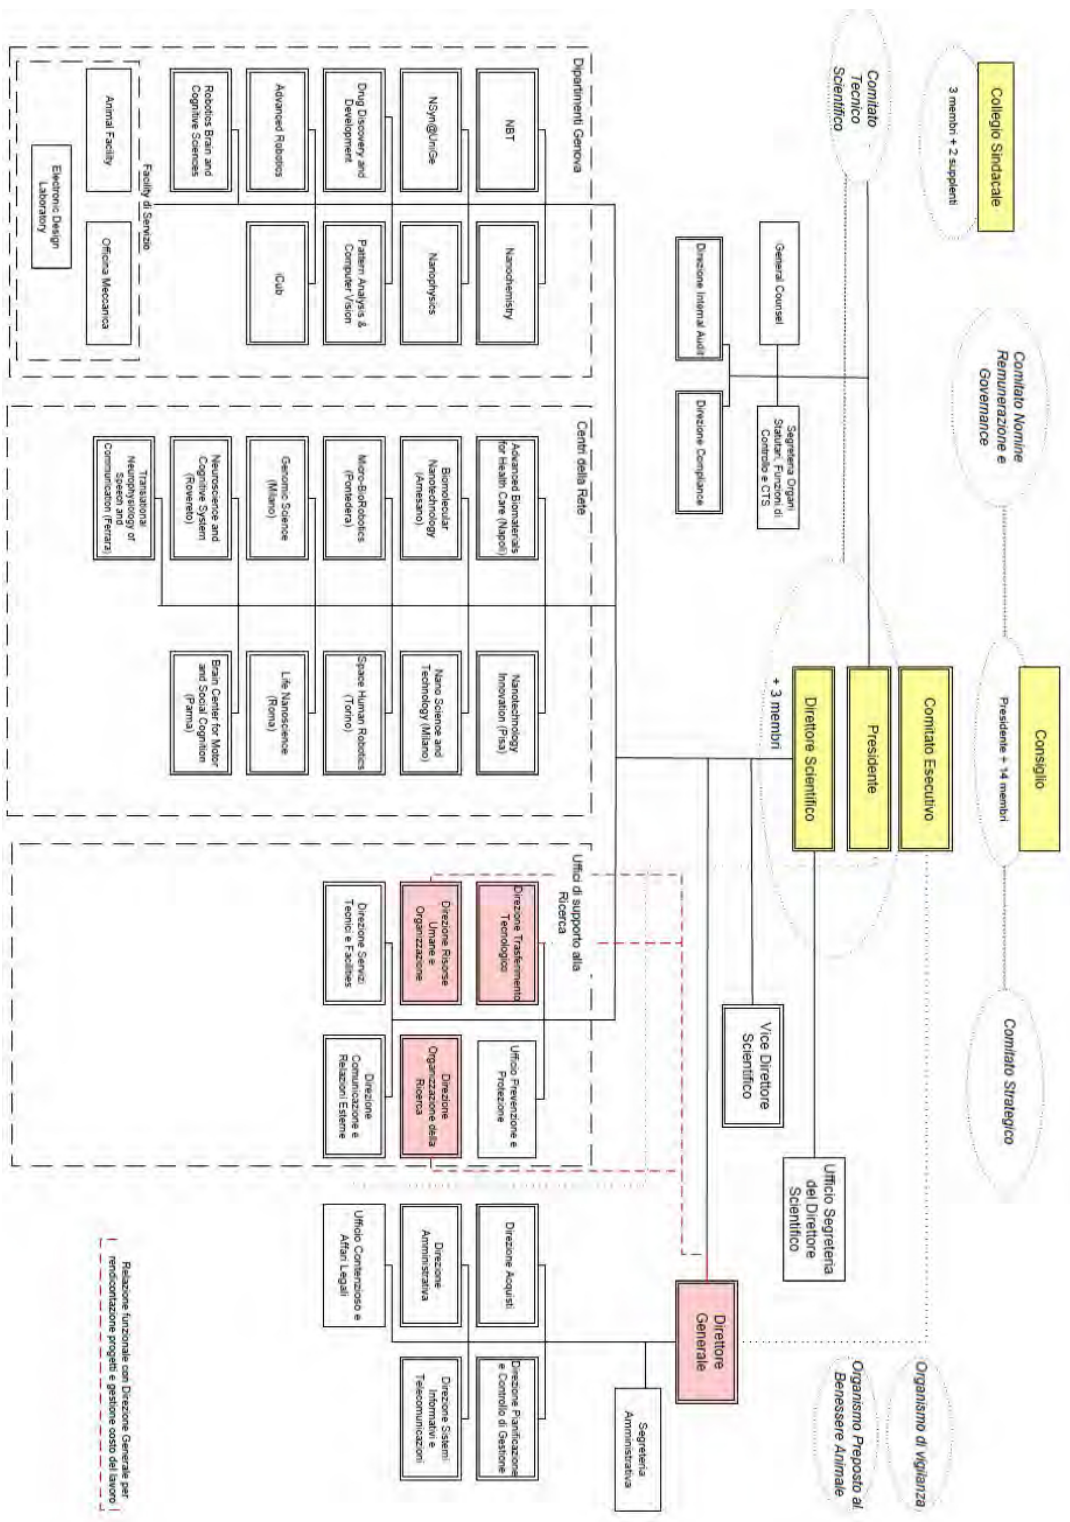 Collegio Sindacale
3 membri + 2 supplenti
Comitato Nomine
Remunerazione e
Governance
Consiglio
Presidente + 14 membri
Comitato Strategico
Comitato
Tecnico
Scientifico
Comitato Esecutivo
Presidente
Direttore Scientifico
+ 3 membri
Organismo di vigilanza
Organismo Preposto al
Benessere Animale
General Counsel
Segreteria Organi
Statutari, Funzioni di
Controllo e CTS
Direzione Internal Audit
Direzione Compliance
Vice Direttore
Scientifico
Ufficio Segreteria
del Direttore
Scientifico
Direttore
Generale
Segreteria
Amministrativa
Dipartimenti Genova
NBT
Nanochemistry
NSyn@UniGe
Nanophysics
Drug Discovery and
Development
Pattern Analysis &
Computer Vision
Advanced Robotics
iCub
Robotics Brain and
Cognitive Sciences
Facility di Servizio
Animal Facility
Officina Meccanica
Electronic Design
Laboratory
Centri della Rete
Advanced Biomaterials
for Health Care (Napoli)
Nanotechnology
Innovation (Pisa)
Biomolecular
Nanotechnology
(Arnesano)
Nano Science and
Technology (Milano)
Micro-BioRobotics
(Pontedera)
Space Human Robotics
(Torino)
Genomic Science
(Milano)
Life Nanoscience
(Roma)
Neuroscience and
Cognitive System
(Rovereto)
Brain Center for Motor
and Social Cognition
(Parma)
Translational
Neurophysiology of
Speech and
Communication (Ferrara)
Uffici di supporto alla
Ricerca
Direzione Trasferimento
Tecnologico
Ufficio Prevenzione e
Protezione
Direzione Risorse
Umane e
Organizzazione
Direzione
Organizzazione della
Ricerca
Direzione Servizi
Tecnici e Facilities
Direzione
Comunicazione e
Relazioni Esterne
Direzione Acquisti
Direzione Pianificazione
e Controllo di Gestione
Direzione
Amministrativa
Direzione Sistemi
Informativi e
Telecomunicazioni
Ufficio Contenzioso e
Affari Legali
Relazione funzionale con Direzione Generale per
rendicontazione progetti e gestione costo del lavoro